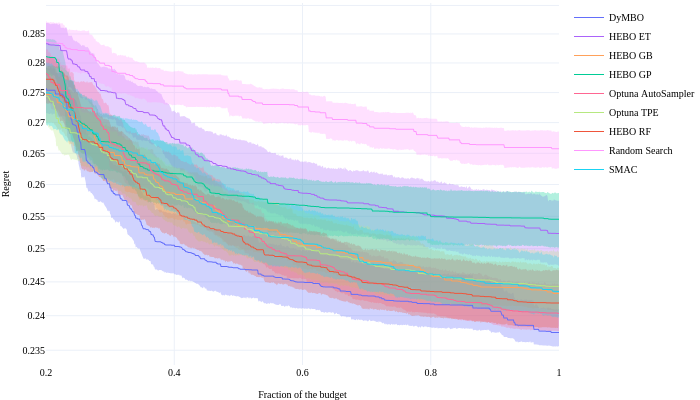 0.285
0.28
0.275
0.27
0.265
0.26
0.255
0.25
0.245
0.24
0.235
Regret
0.2
0.4
0.6
0.8
1
Fraction of the budget
DyMBO
HEBO ET
HEBO GB
HEBO GP
Optuna AutoSampler
Optuna TPE
HEBO RF
Random Search
SMAC